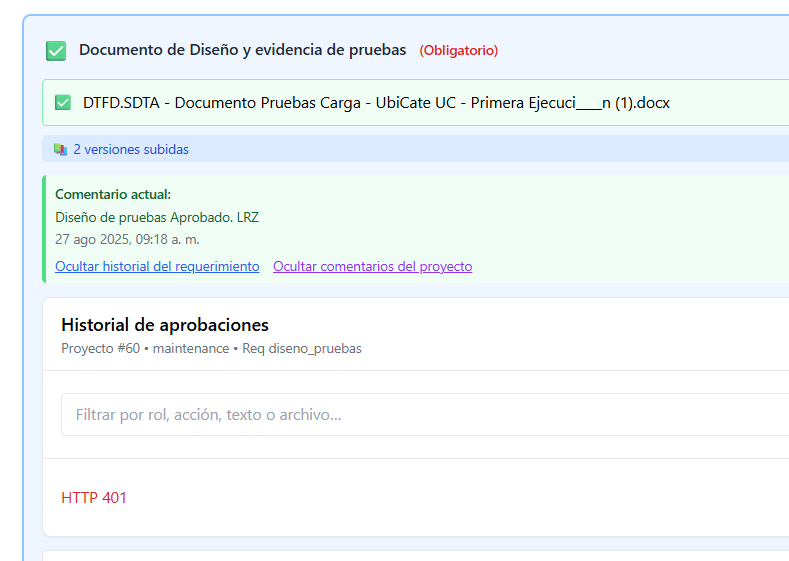 Documento de Diseño y evidencia de pruebas (Obligatorio)
DTFD.SDTA - Documento Pruebas Carga - UbiCate UC - Primera Ejecuci____n (1).docx
2 versiones subidas
Comentario actual:
Diseño de pruebas Aprobado. LRZ
27 ago 2025, 09:18 a. m.
Ocultar historial del requerimiento Ocultar comentarios del proyecto
Historial de aprobaciones
Proyecto #60 • maintenance • Req diseno_pruebas
Filtrar por rol, acción, texto o archivo...
HTTP 401